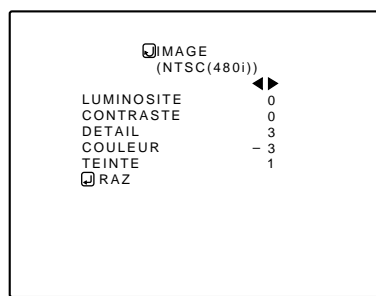 IMAGE
(NTSC(480i))
LUMINOSITE 0
CONTRASTE 0
DETAIL 3
COULEUR – 3
TEINTE 1
RAZ